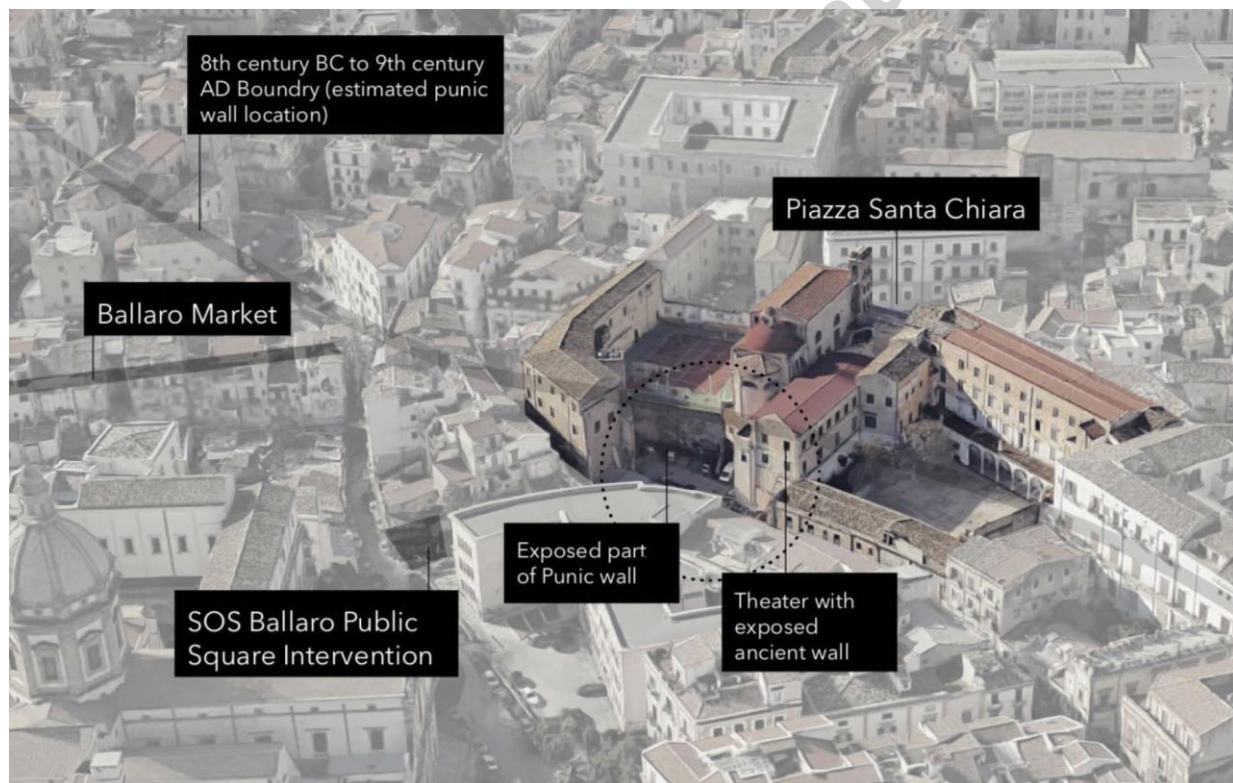 8th century BC to 9th century
AD Boundry (estimated punic
wall location)
Piazza Santa Chiara
Ballaro Market
Exposed part
of Punic wall
Theater with
exposed
ancient wall
SOS Ballaro Public
Square Intervention